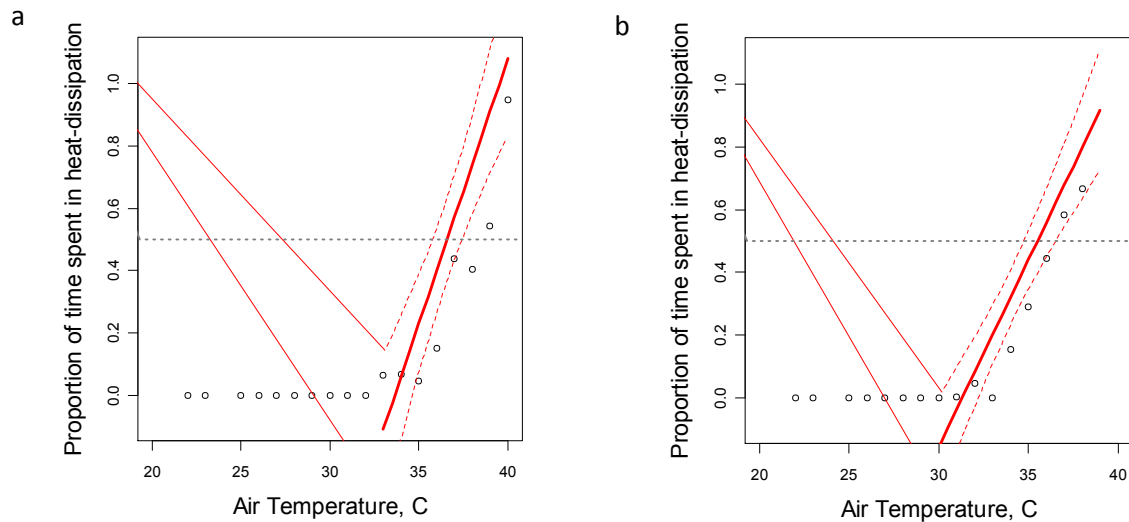 a
Proportion of time spent in heat-dissipation
0.0 0.2 0.4 0.6 0.8 1.0
20 25 30 35 40
Air Temperature, C
b
Proportion of time spent in heat-dissipation
0.0 0.2 0.4 0.6 0.8 1.0
20 25 30 35 40
Air Temperature, C